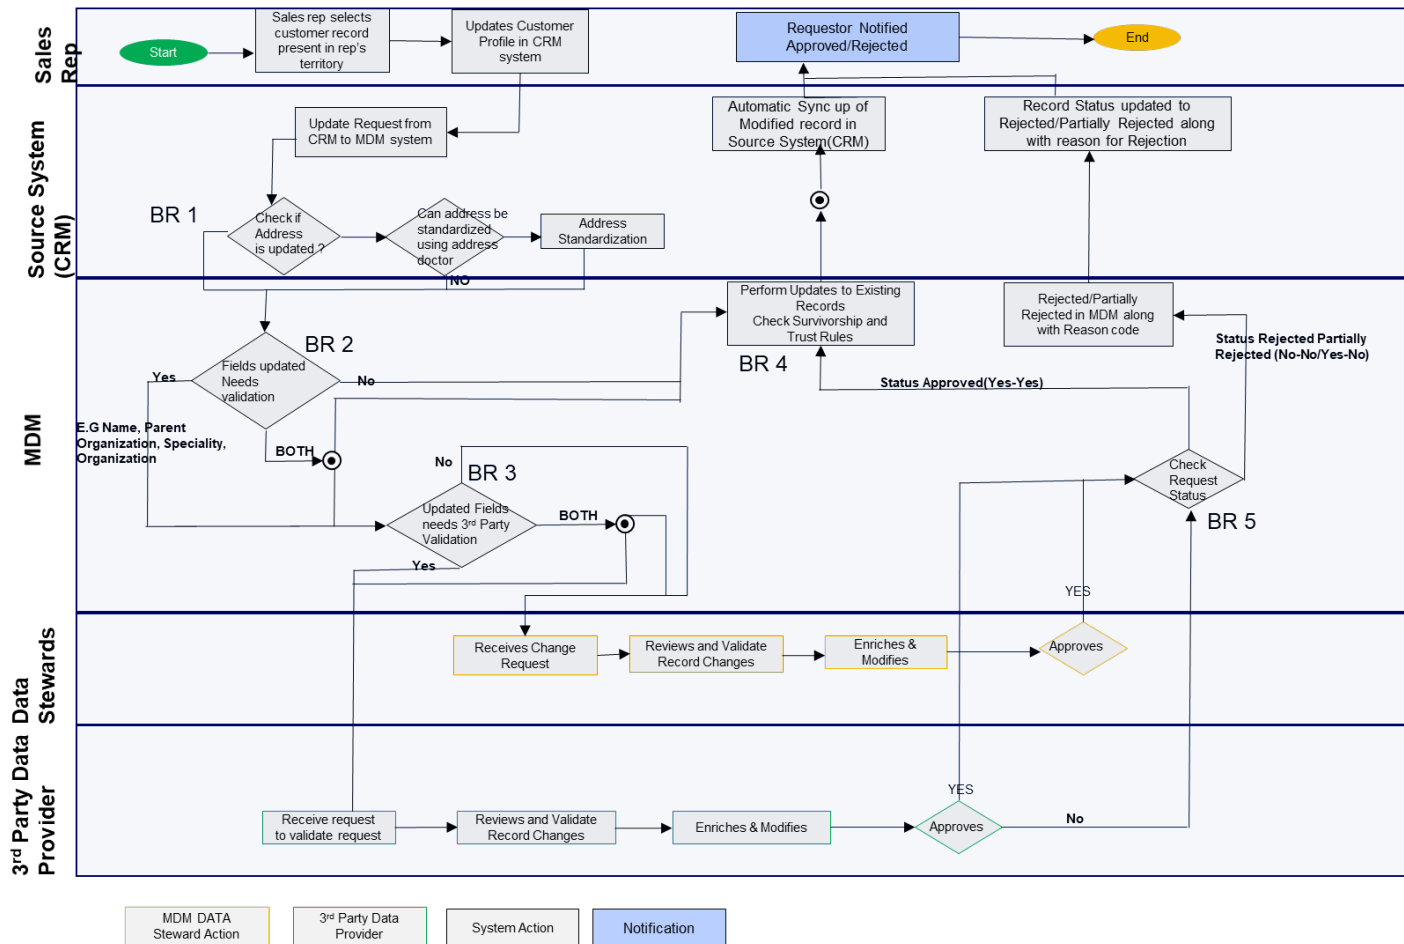 Sales
Rep
Start
Sales rep selects
customer record
present in rep's
territory
Updates Customer
Profile in CRM
system
Requestor Notified
Approved/Rejected
End
Source System
(CRM)
Update Request from
CRM to MDM system
Automatic Sync up of
Modified record in
Source System(CRM)
Record Status updated to
Rejected/Partially Rejected along
with reason for Rejection
BR 1
Check if
Address
is updated ?
Can address be
standardized
using address
doctor
Address
Standardization
NO
MDM
Perform Updates to Existing
Records
Check Survivorship and
Trust Rules
Rejected/Partially
Rejected in MDM along
with Reason code
Status Rejected Partially
Rejected (No-No/Yes-No)
BR 2
BR 4
Yes
Fields updated
Needs
validation
No
Status Approved(Yes-Yes)
E.G Name, Parent
Organization, Speciality,
Organization
BOTH
No
BR 3
Check
Request
Status
Updated Fields
needs 3rd Party
Validation
BOTH
BR 5
Yes
YES
Data
Stewards
Receives Change
Request
Reviews and Validate
Record Changes
Enriches &
Modifies
Approves
3rd Party Data
Provider
YES
Receive request
to validate request
Reviews and Validate
Record Changes
Enriches & Modifies
Approves
No
MDM DATA
Steward Action
3rd Party Data
Provider
System Action
Notification